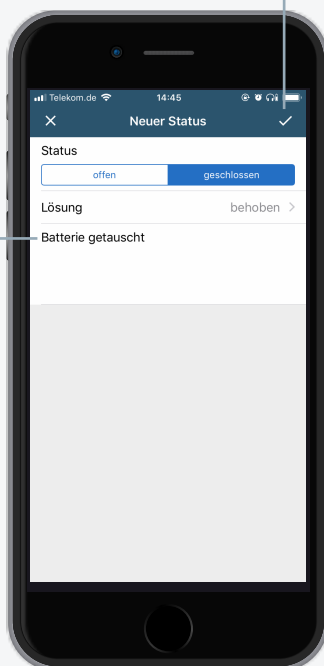 Telekom.de 14:45
Neuer Status
Status
offen geschlossen
Lösung behoben
Batterie getauscht